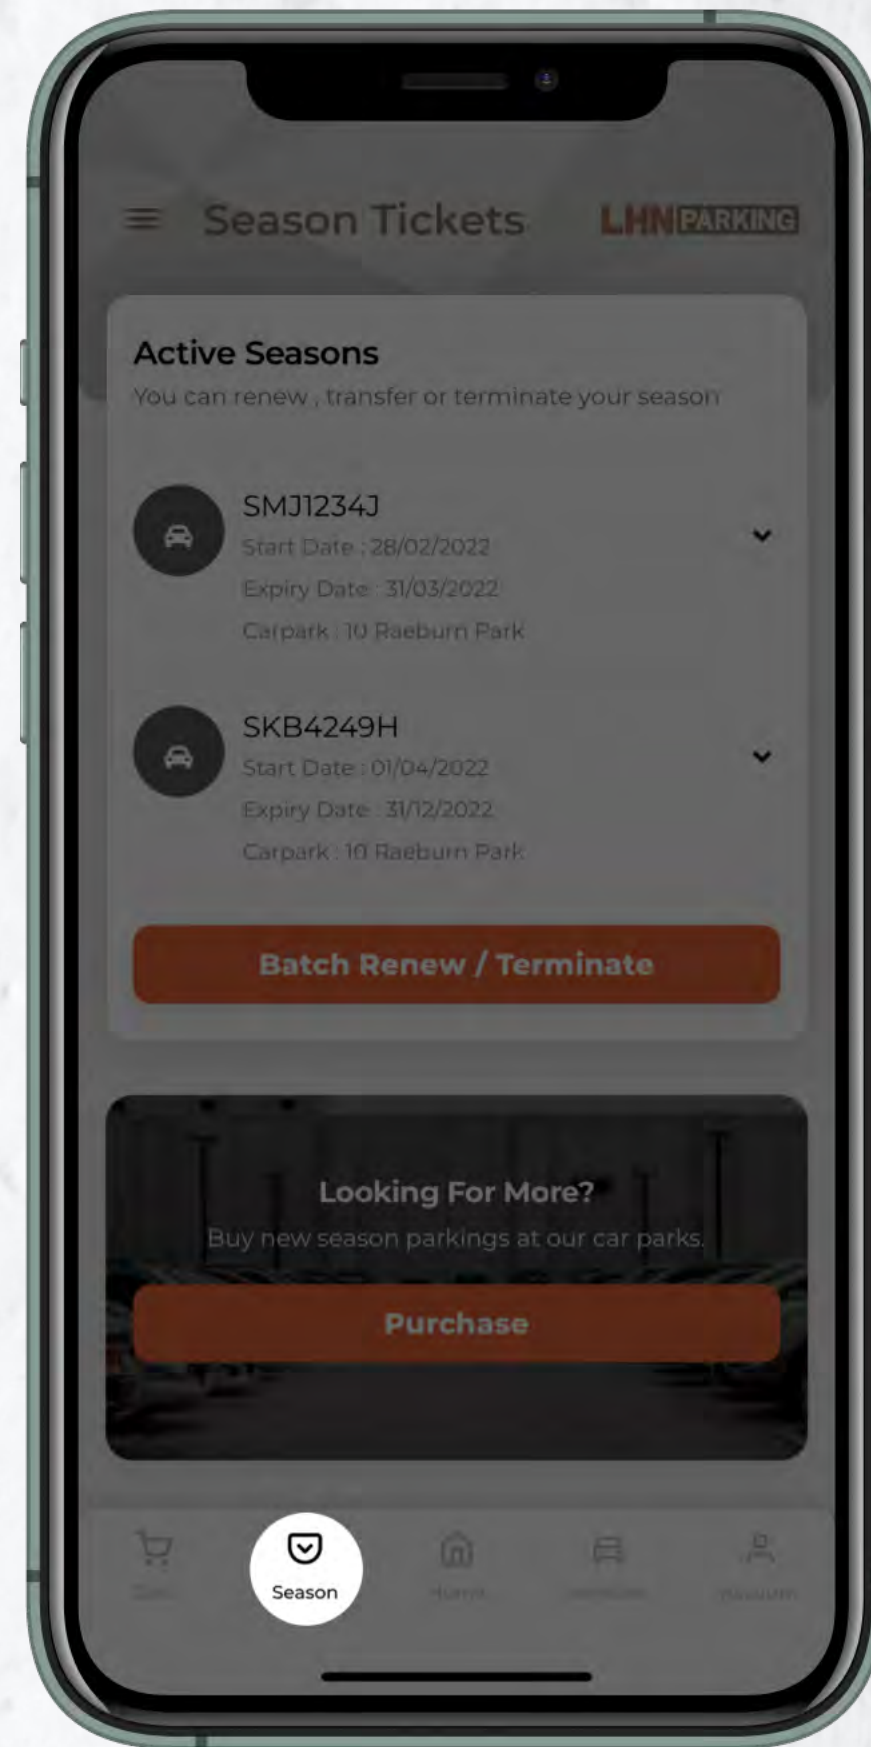 Season Tickets
LHN PARKING
Active Seasons
You can renew , transfer or terminate your season
SMJ1234J
Start Date : 28/02/2022
Expiry Date : 31/03/2022
Carpark : 10 Raeburn Park
SKB4249H
Start Date : 01/04/2022
Expiry Date : 31/12/2022
Carpark : 10 Raeburn Park
Batch Renew / Terminate
Looking For More?
Buy new season parkings at our car parks.
Purchase
Season
Home